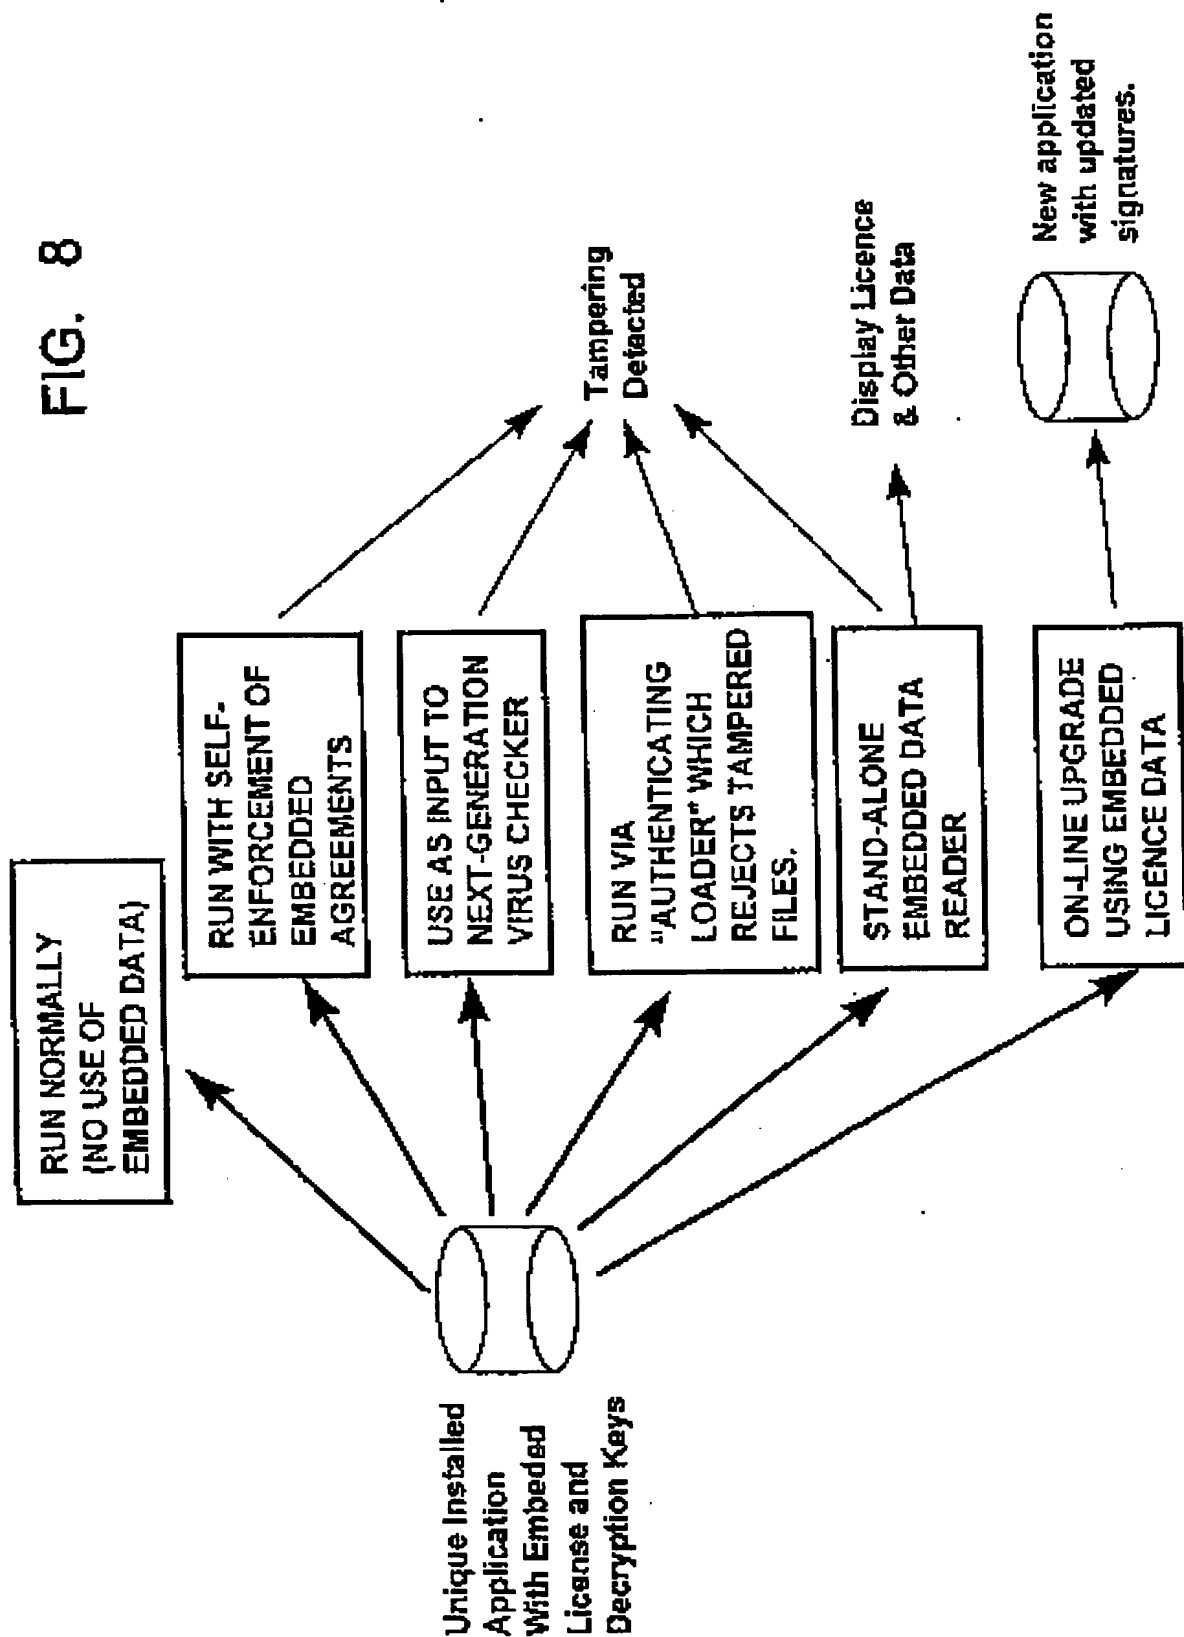 FIG. 8
RUN NORMALLY
(NO USE OF
EMBEDDED DATA)
RUN WITH SELF-
ENFORCEMENT OF
EMBEDDED
AGREEMENTS
USE AS INPUT TO
NEXT-GENERATION
VIRUS CHECKER
RUN VIA
"AUTHENTICATING
LOADER" WHICH
REJECTS TAMPERED
FILES.
STAND-ALONE
EMBEDDED DATA
READER
ON-LINE UPGRADE
USING EMBEDDED
LICENCE DATA
Unique Installed
Application
With Embeded
License and
Decryption Keys
Tampering
Detected
Display Licence
& Other Data
New application
with updated
signatures.